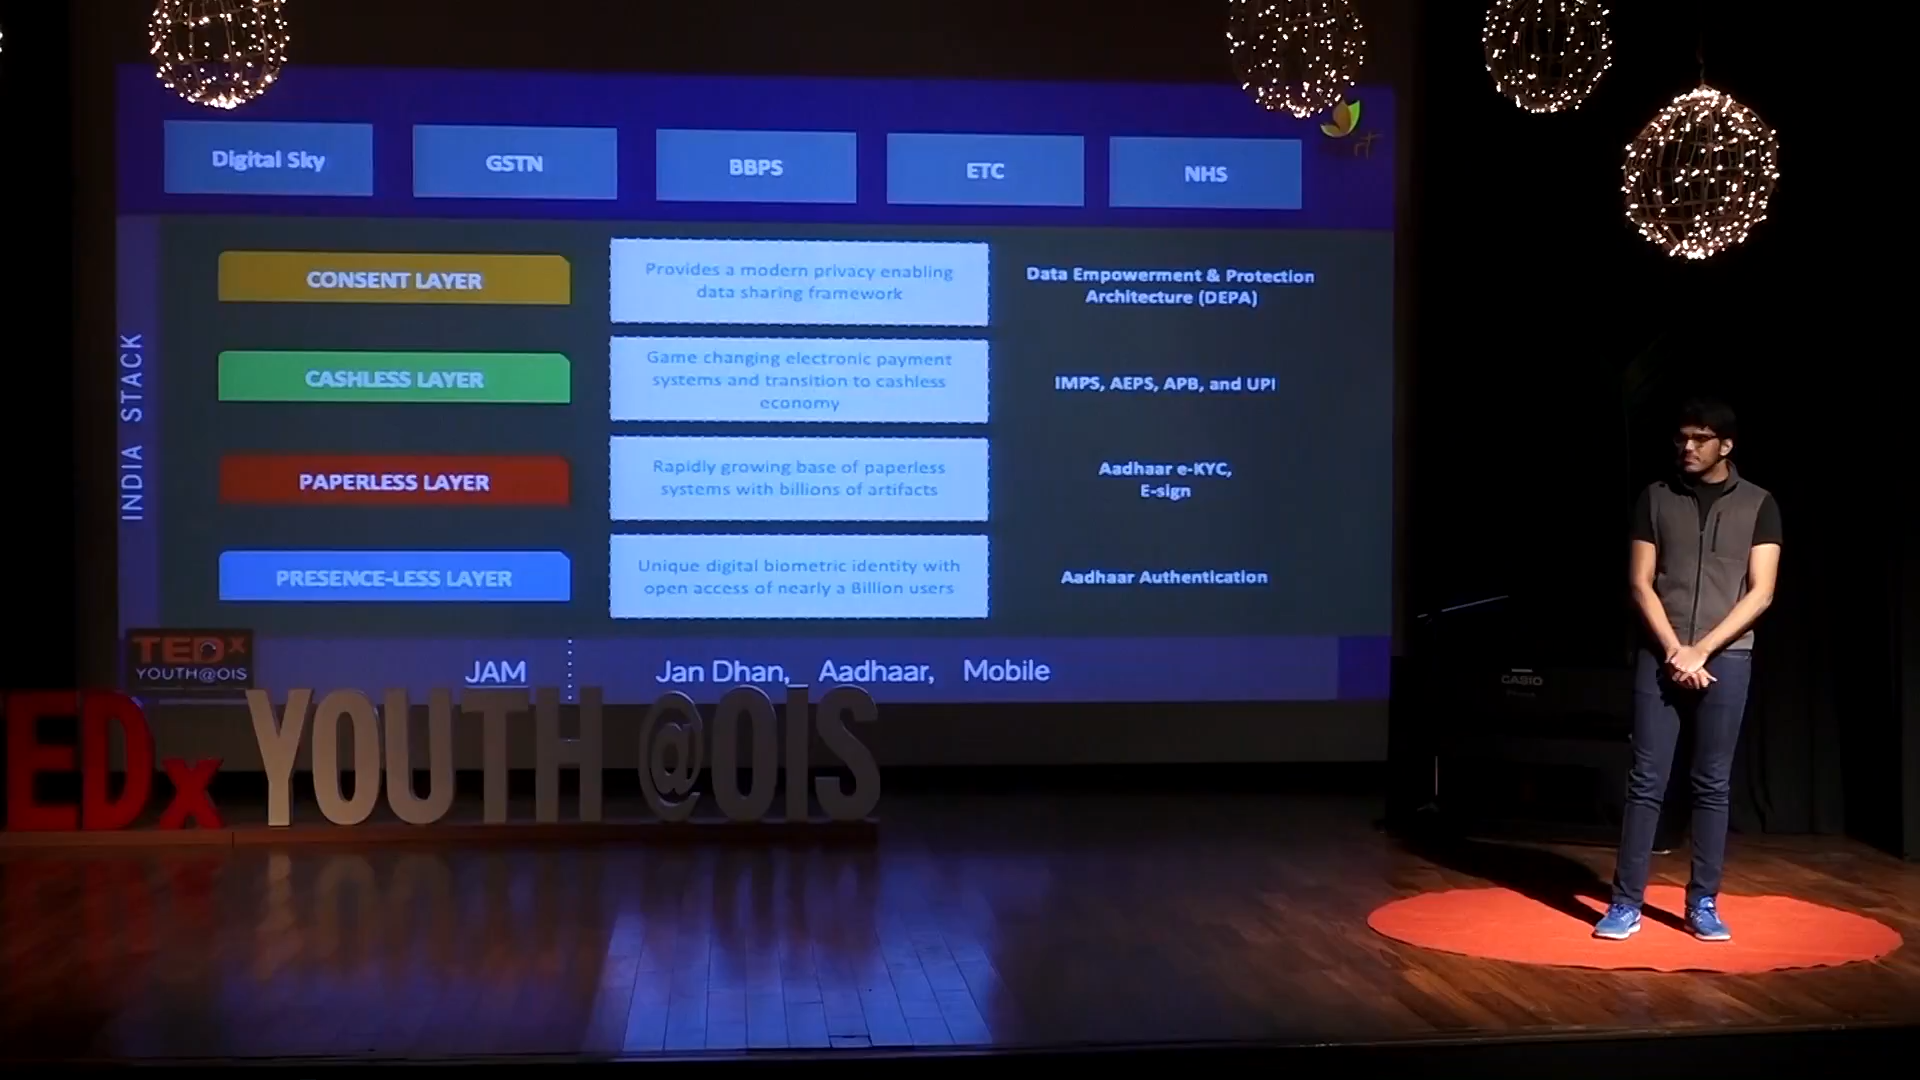 Digital Sky
GSTN
BBPS
ETC
NHS
INDIA STACK
CONSENT LAYER
Provides a modern privacy enabling
data sharing framework
Data Empowerment & Protection
Architecture (DEPA)
CASHLESS LAYER
Game changing electronic payment
systems and transition to cashless
economy
IMPS, AEPS, APB, and UPI
PAPERLESS LAYER
Rapidly growing base of paperless
systems with billions of artifacts
Aadhaar e-KYC,
E-sign
PRESENCE-LESS LAYER
Unique digital biometric identity with
open access of nearly a Billion users
Aadhaar Authentication
JAM
Jan Dhan,_ Aadhaar, Mobile
TEDx
YOUTH@OIS
EDx YOUTH @OIS
CASIO